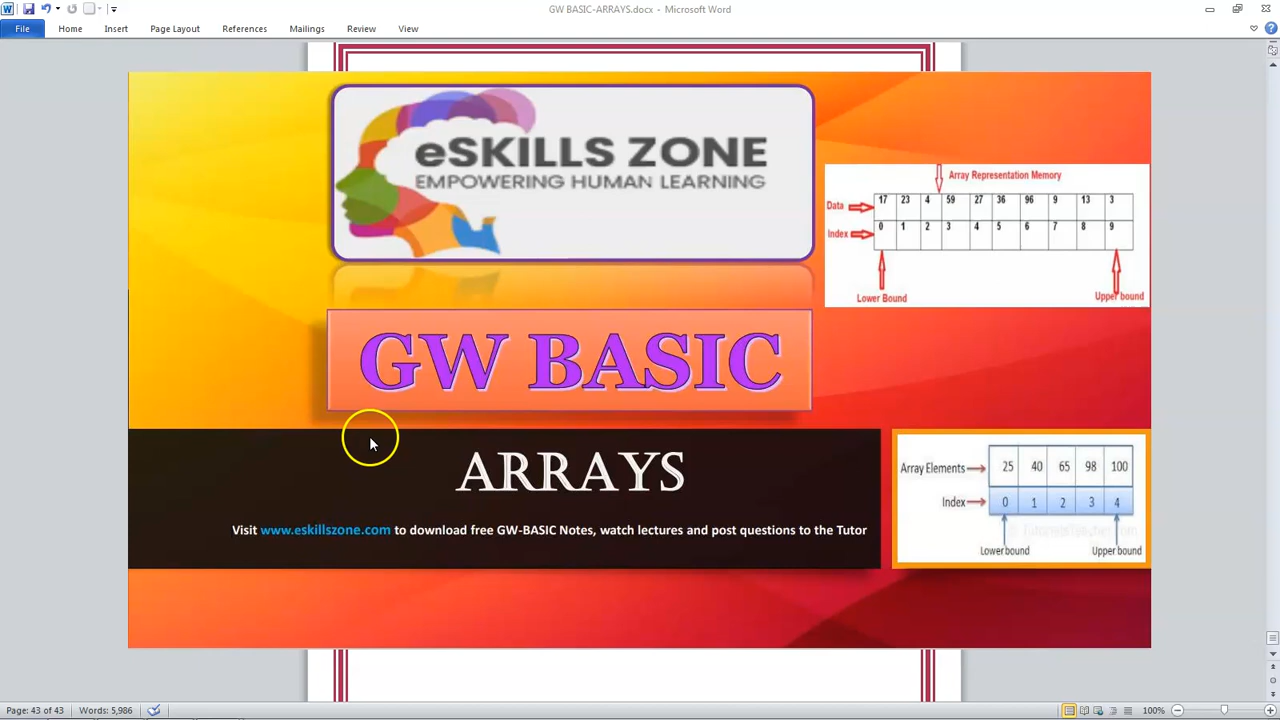 GW BASIC-ARRAYS.docx - Microsoft Word
File Home Insert Page Layout References Mailings Review View
eSKILLS ZONE
EMPOWERING HUMAN LEARNING
Array Representation Memory
Data 17 23 4 59 27 36 96 9 13 3
Index 0 1 2 3 4 5 6 7 8 9
Lower Bound Upper bound
GW BASIC
ARRAYS
Visit www.eskillszone.com to download free GW-BASIC Notes, watch lectures and post questions to the Tutor
Array Elements 25 40 65 98 100
Index 0 1 2 3 4
Lower bound Upper bound
Page: 43 of 43 Words: 5,986 100%